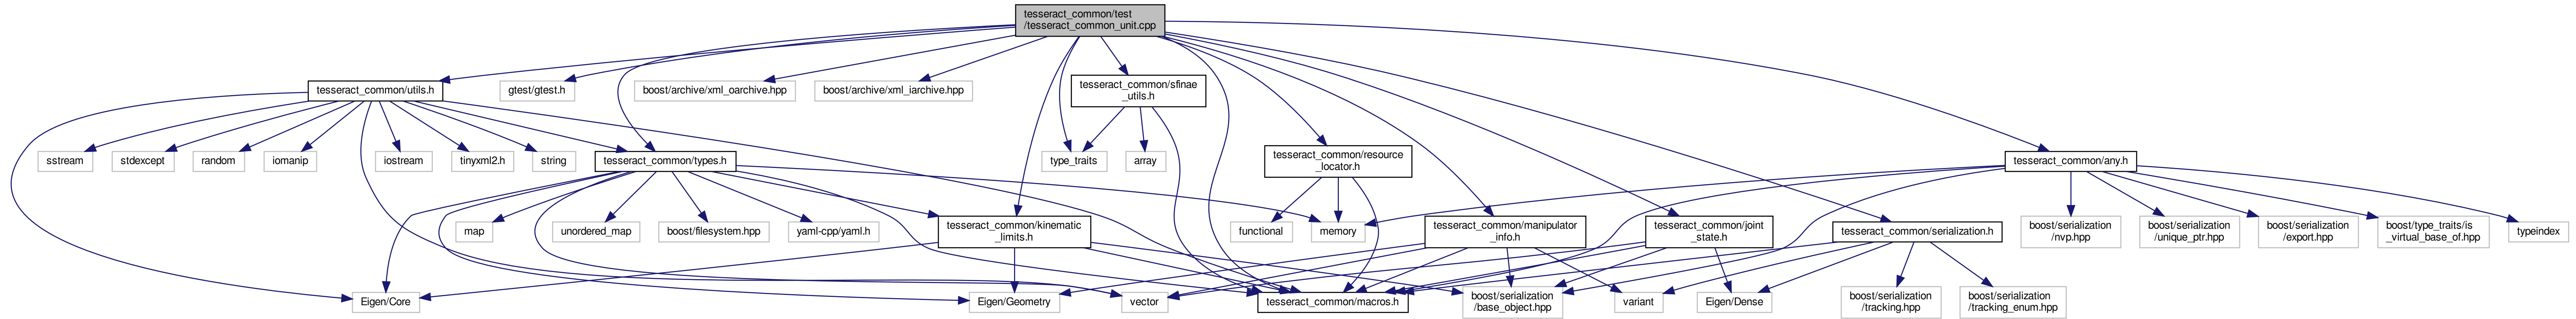 tesseract_common/test
/tesseract_common_unit.cpp
tesseract_common/utils.h
gtest/gtest.h
boost/archive/xml_oarchive.hpp
boost/archive/xml_iarchive.hpp
tesseract_common/sfinae
_utils.h
sstream
stdexcept
random
iomanip
iostream
tinyxml2.h
string
tesseract_common/types.h
type_traits
array
tesseract_common/resource
_locator.h
tesseract_common/any.h
map
unordered_map
boost/filesystem.hpp
yaml-cpp/yaml.h
tesseract_common/kinematic
_limits.h
functional
memory
tesseract_common/manipulator
_info.h
tesseract_common/joint
_state.h
tesseract_common/serialization.h
boost/serialization
/nvp.hpp
boost/serialization
/unique_ptr.hpp
boost/serialization
/export.hpp
boost/type_traits/is
_virtual_base_of.hpp
typeindex
Eigen/Core
Eigen/Geometry
vector
tesseract_common/macros.h
boost/serialization
/base_object.hpp
variant
Eigen/Dense
boost/serialization
/tracking.hpp
boost/serialization
/tracking_enum.hpp